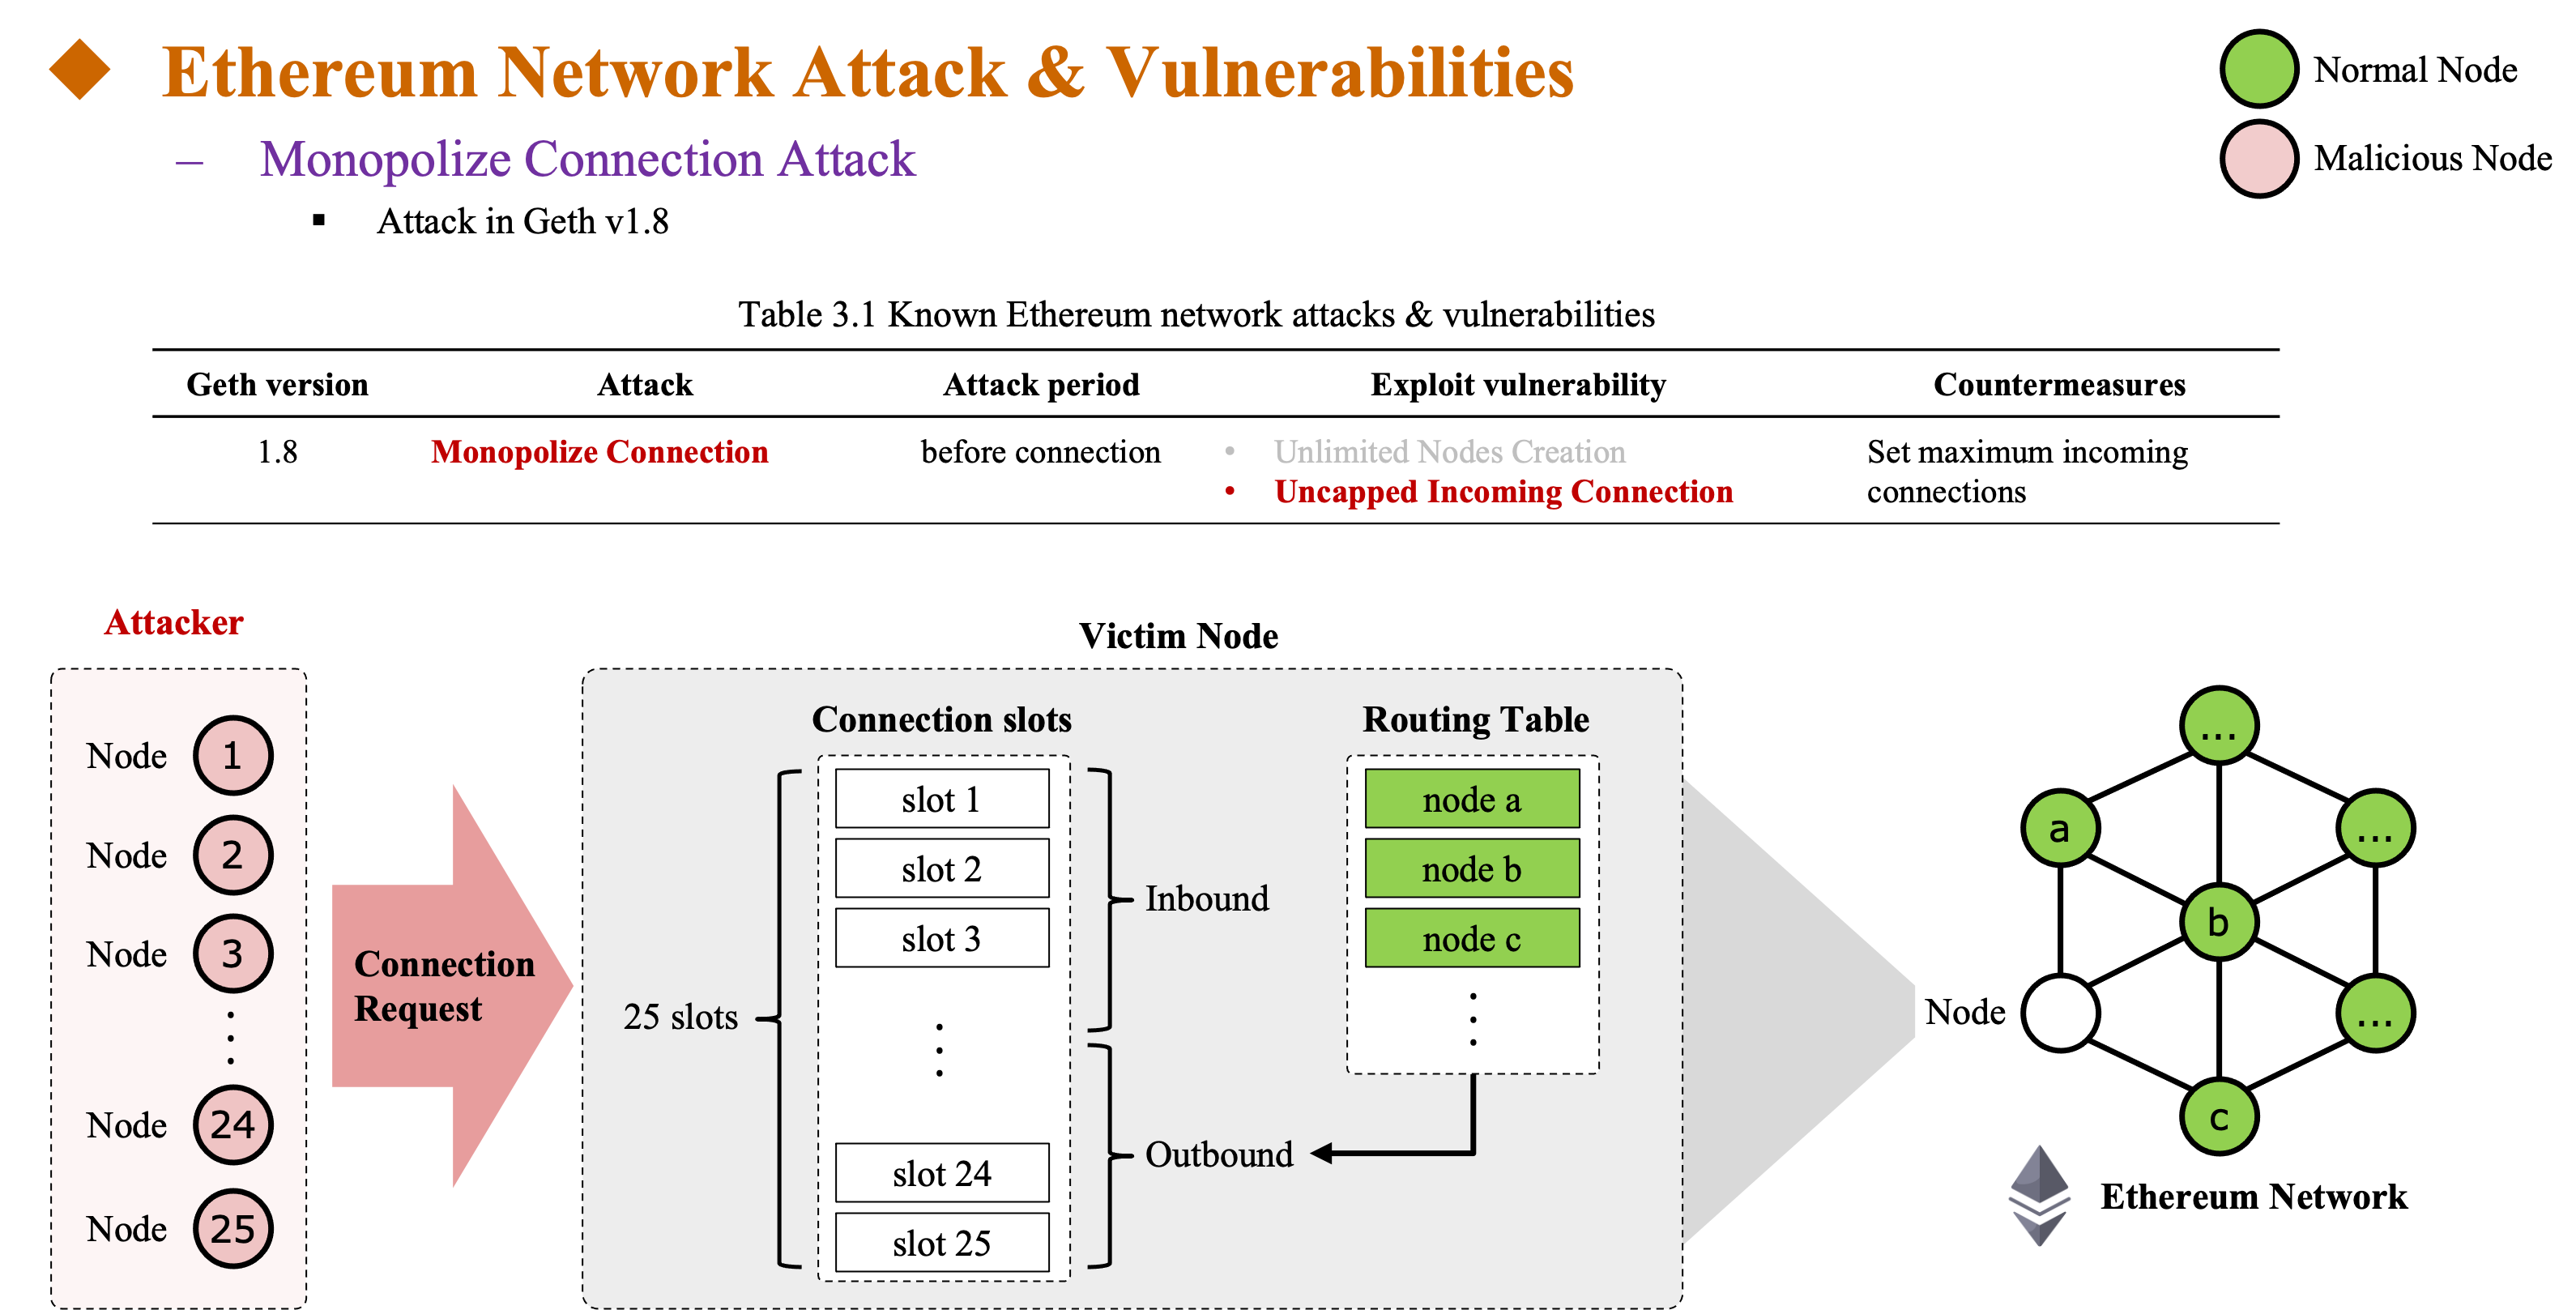 Ethereum Network Attack & Vulnerabilities
– Monopolize Connection Attack
▪ Attack in Geth v1.8
Normal Node
Malicious Node
Table 3.1 Known Ethereum network attacks & vulnerabilities
Geth version Attack Attack period Exploit vulnerability Countermeasures
1.8 Monopolize Connection before connection • Unlimited Nodes Creation Set maximum incoming
• Uncapped Incoming Connection connections
Attacker
Node 1
Node 2
Node 3
Node 24
Node 25
Connection
Request
Victim Node
25 slots
Connection slots
slot 1
slot 2
slot 3
slot 24
slot 25
Inbound
Outbound
Routing Table
node a
node b
node c
...
a
...
b
Node
...
c
Ethereum Network